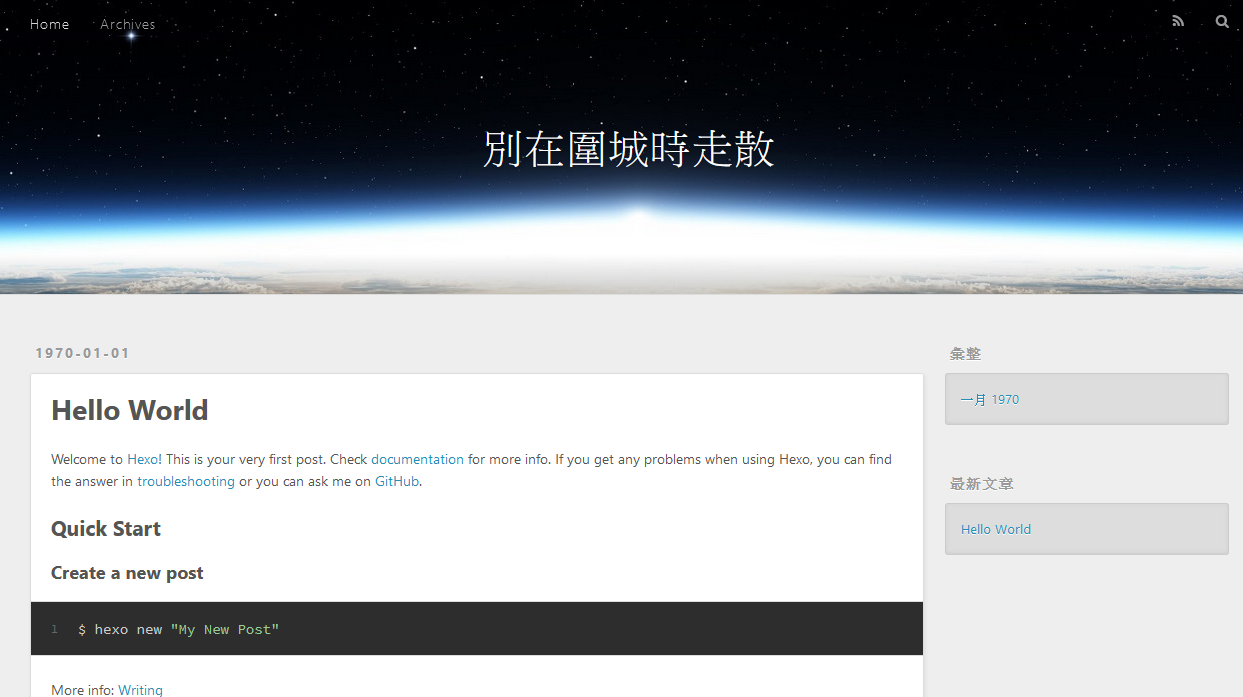 Home Archives
別在圍城時走散
1970-01-01
Hello World
Welcome to Hexo! This is your very first post. Check documentation for more info. If you get any problems when using Hexo, you can find
the answer in troubleshooting or you can ask me on GitHub.
Quick Start
Create a new post
1 $ hexo new "My New Post"
More info: Writing
彙整
一月 1970
最新文章
Hello World